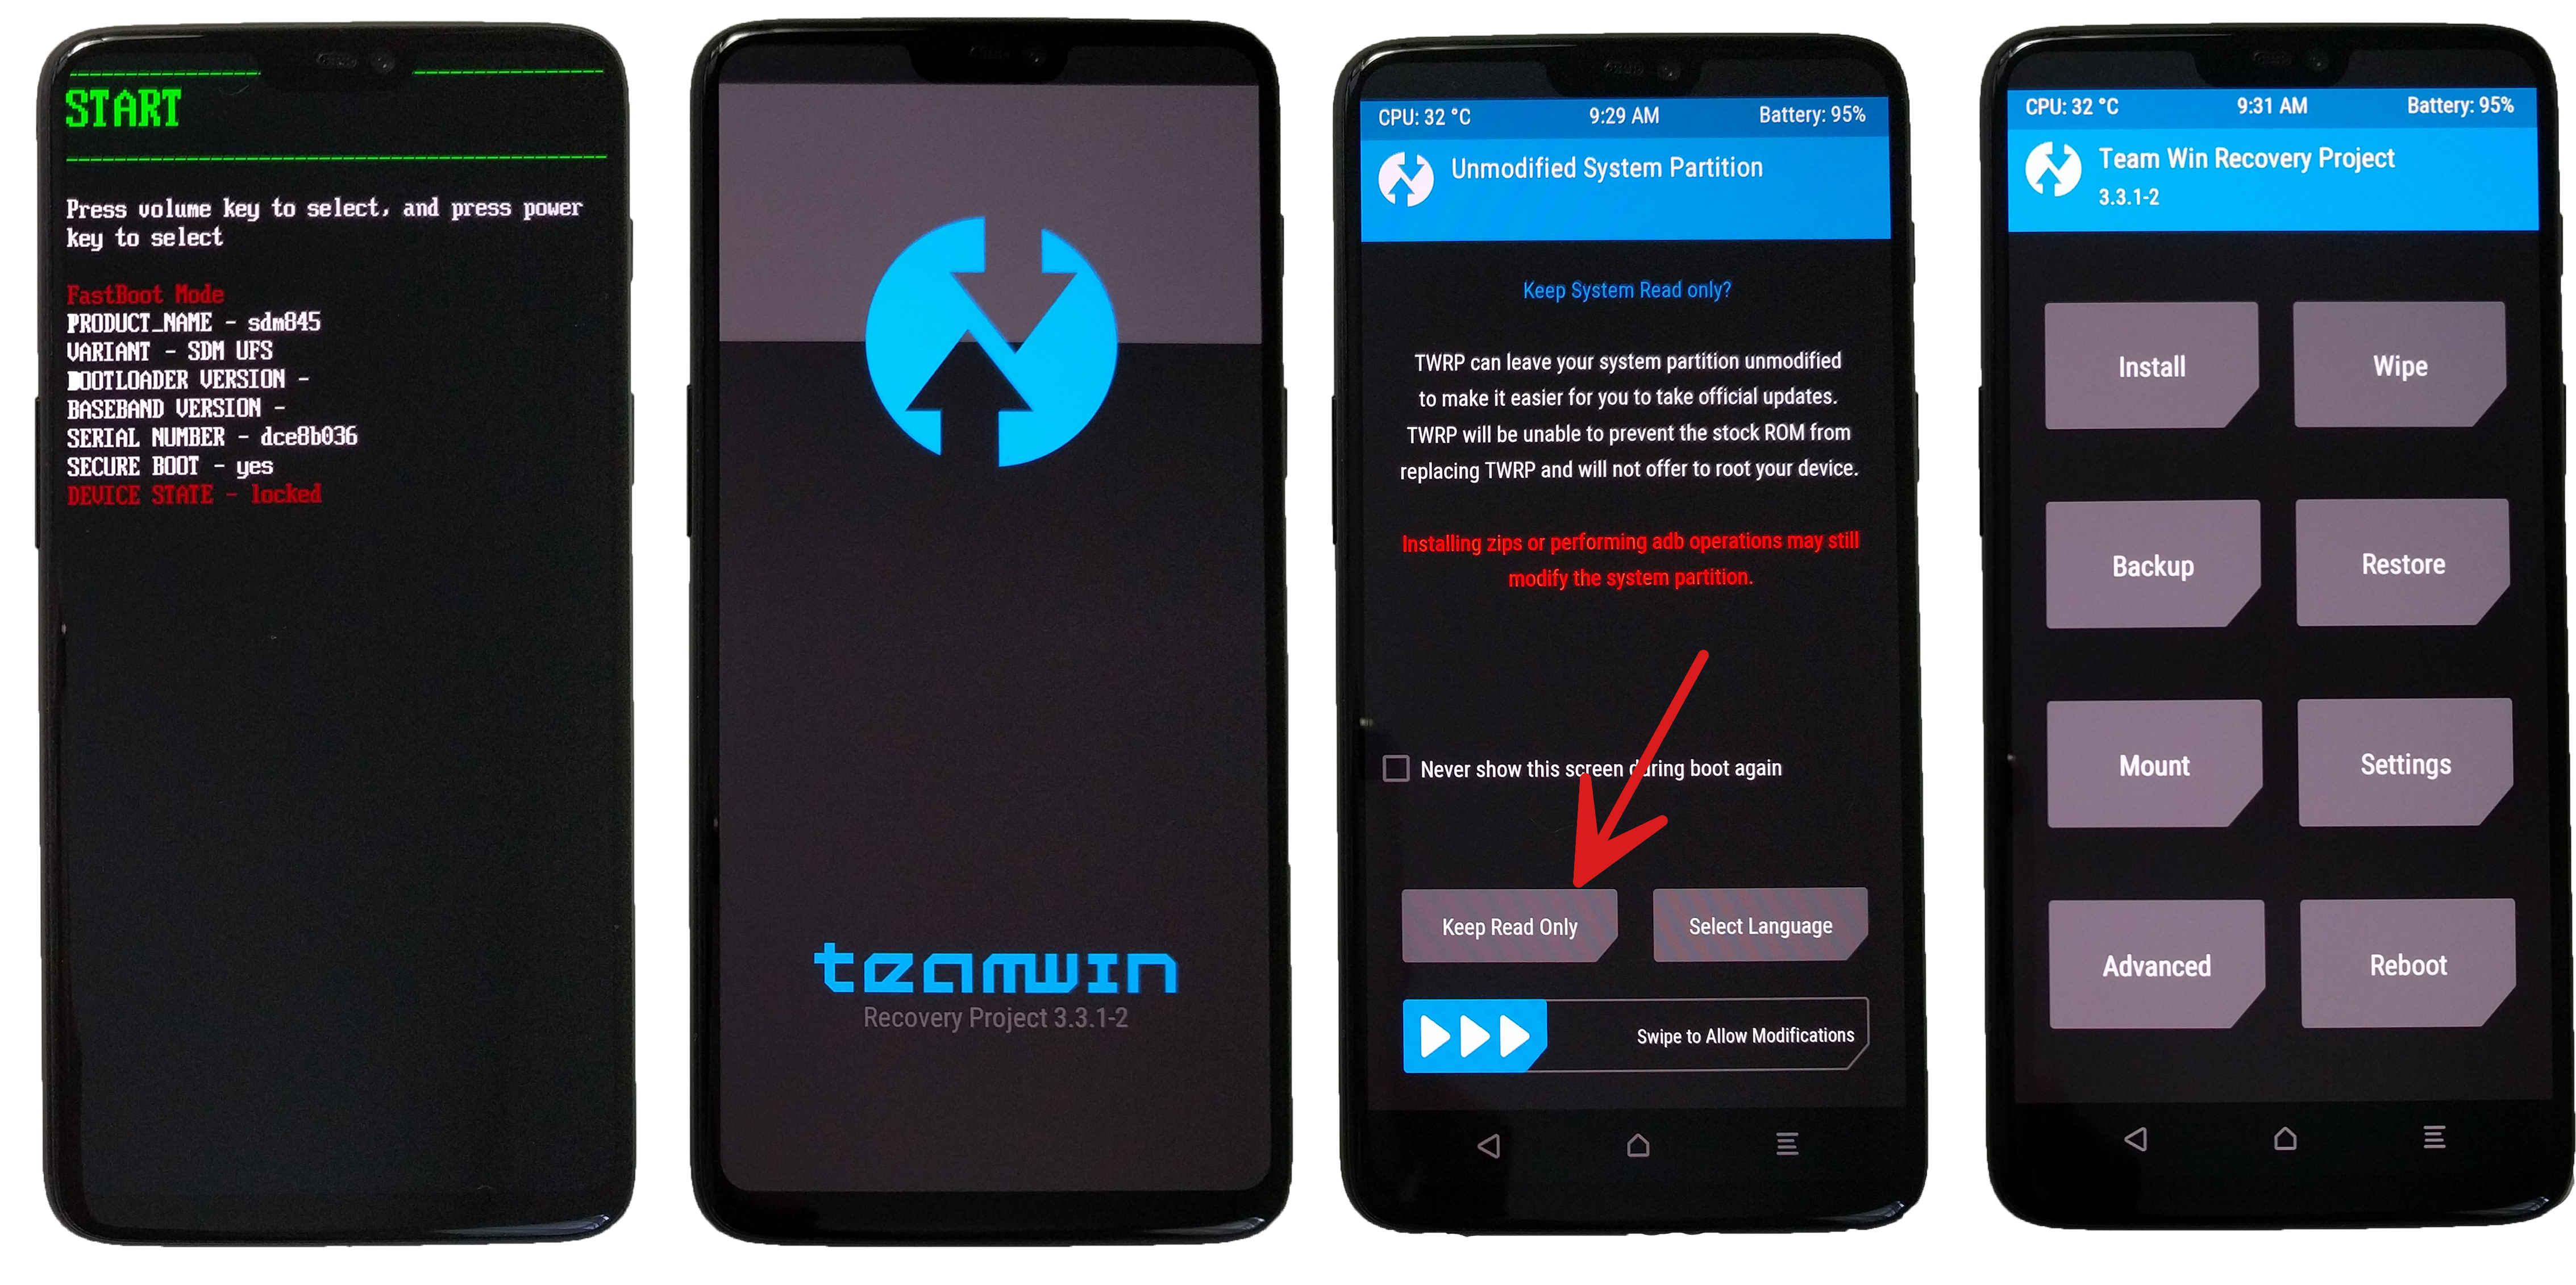 START
Press volume key to select, and press power
key to select
FastBoot Mode
PRODUCT_NAME - sdm845
VARIANT - SDM UFS
BOOTLOADER VERSION -
BASEBAND VERSION -
SERIAL NUMBER - dce8b036
SECURE BOOT - yes
DEVICE STATE - locked
teamwin
Recovery Project 3.3.1-2
CPU: 32 °C 9:29 AM Battery: 95%
Unmodified System Partition
Keep System Read only?
TWRP can leave your system partition unmodified
to make it easier for you to take official updates.
TWRP will be unable to prevent the stock ROM from
replacing TWRP and will not offer to root your device.
Installing zips or performing adb operations may still
modify the system partition.
Never show this screen during boot again
Keep Read Only Select Language
Swipe to Allow Modifications
CPU: 32 °C 9:31 AM Battery: 95%
Team Win Recovery Project
3.3.1-2
Install Wipe
Backup Restore
Mount Settings
Advanced Reboot